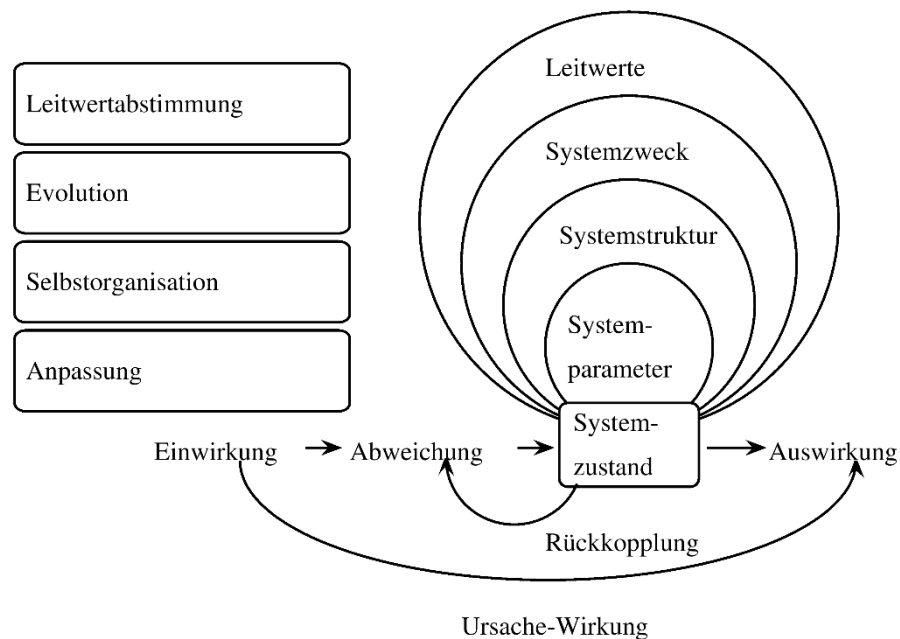 Leitwertabstimmung
Evolution
Selbstorganisation
Anpassung
Leitwerte
Systemzweck
Systemstruktur
System-
parameter
System-
zustand
Einwirkung
Abweichung
Auswirkung
Rückkopplung
Ursache-Wirkung